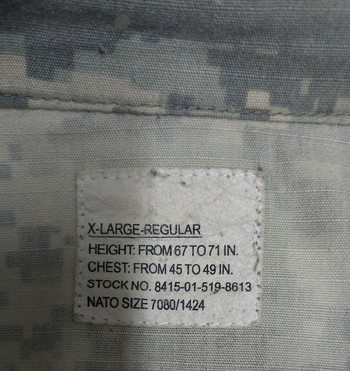 X-LARGE-REGULAR
HEIGHT: FROM 67 TO 71 IN.
CHEST: FROM 45 TO 49 IN.
STOCK NO. 8415-01-519-8613
NATO SIZE 7080/1424